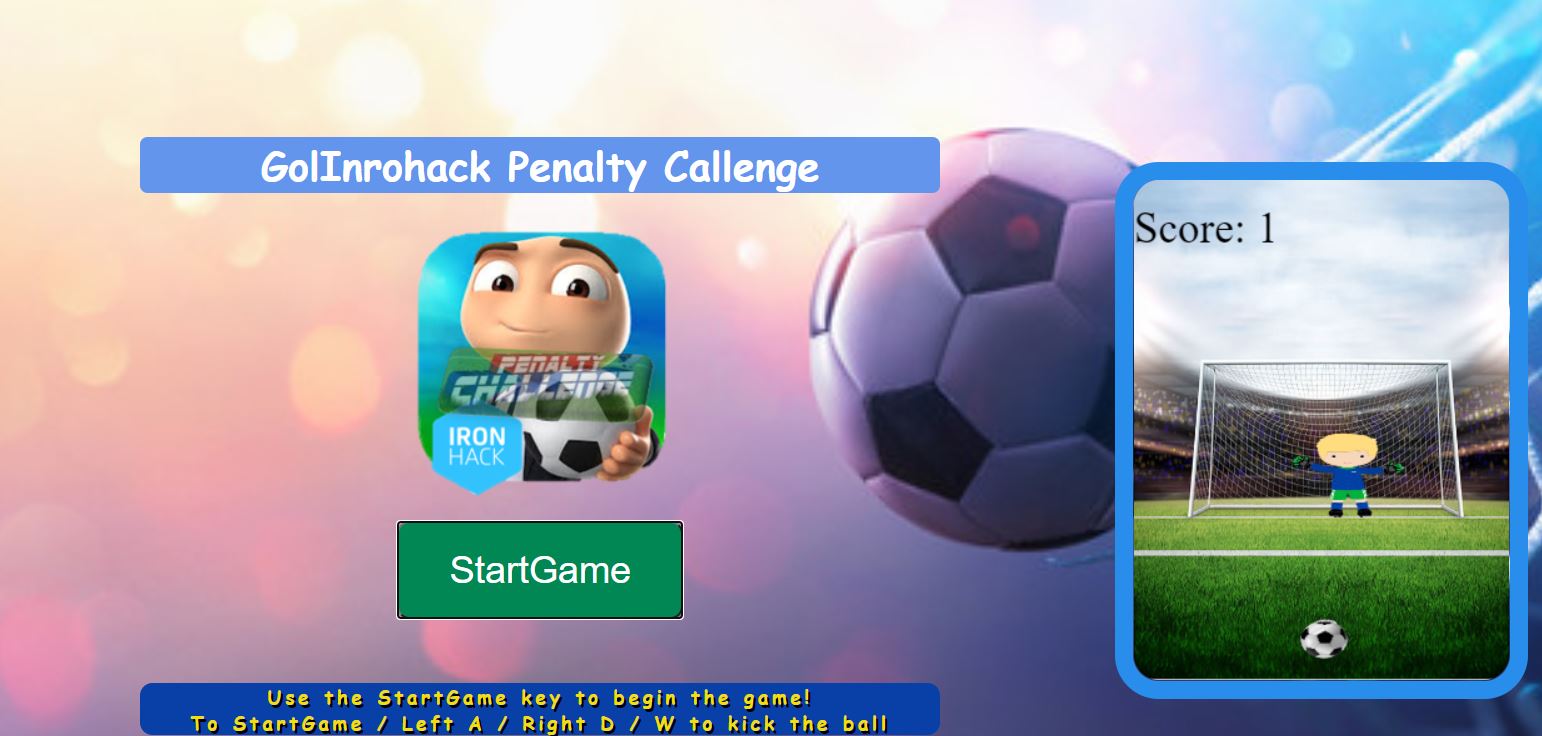 GolInrohack Penalty Callenge
Score: 1
PENALTY
CHALLENGE
IRON
HACK
StartGame
Use the StartGame key to begin the game!
To StartGame / Left A / Right D / W to kick the ball